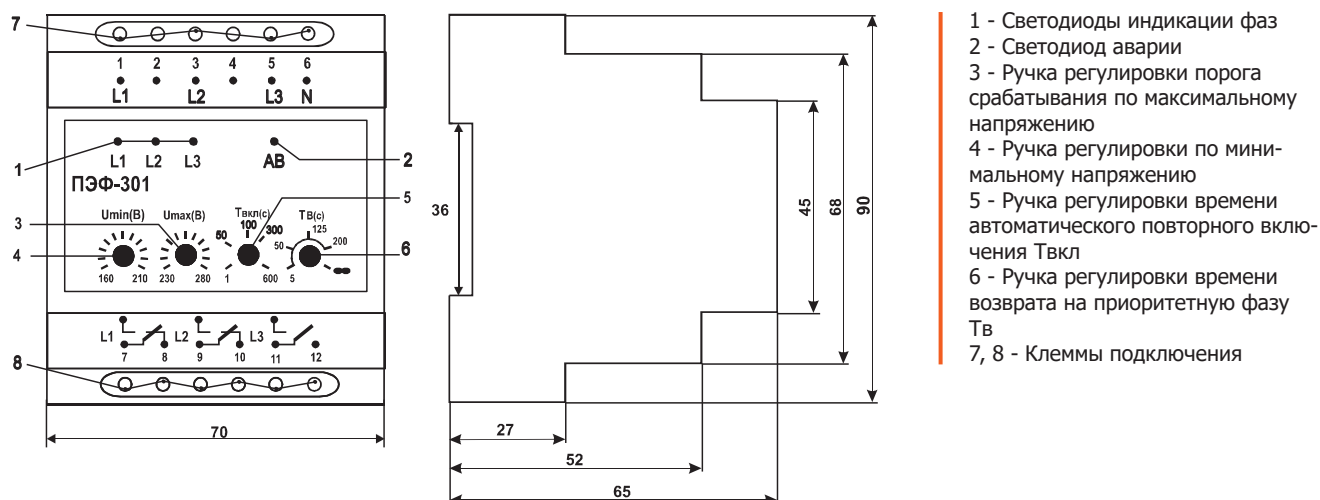 7
1 2 3 4 5 6
L1 L2 L3 N
1
L1 L2 L3 АВ
2
ПЭФ-301
5
3
Umin(В) Umax(В) Твкл(с) ТВ(с)
50 100 300
50 125 200
4
6
160 210 230 280 1 600 5 ∞
L1 L2 L3
7 8 9 10 11 12
8
70
36
45
68
90
27
52
65
1 - Светодиоды индикации фаз
2 - Светодиод аварии
3 - Ручка регулировки порога
срабатывания по максимальному
напряжению
4 - Ручка регулировки по мини-
мальному напряжению
5 - Ручка регулировки времени
автоматического повторного вклю-
чения Твкл
6 - Ручка регулировки времени
возврата на приоритетную фазу
Тв
7, 8 - Клеммы подключения